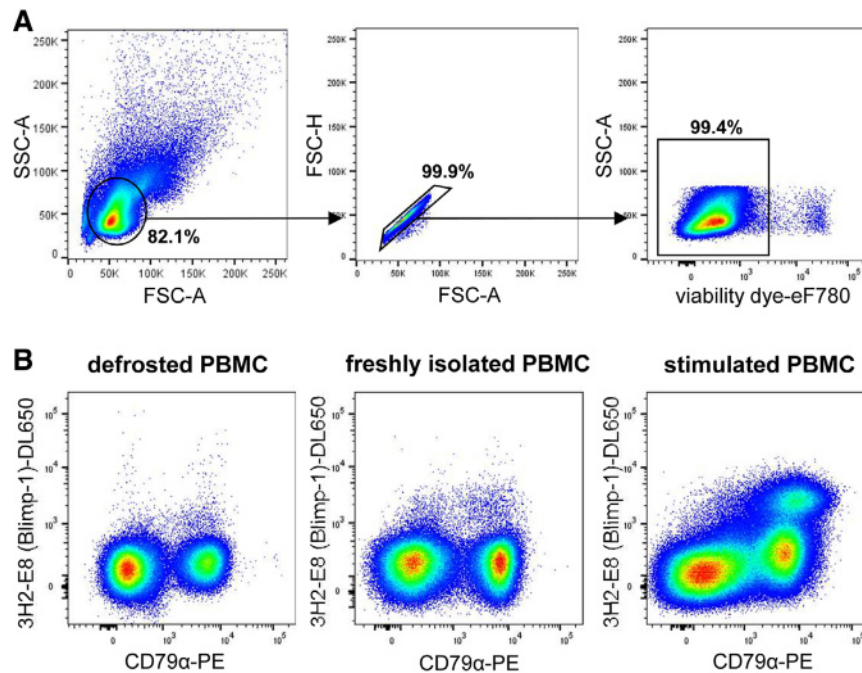 A
SSC-A
250K
200K
150K
100K
50K
0
82.1%
0 50K 100K 150K 200K 250K
FSC-A
FSC-H
250K
200K
150K
100K
50K
0
99.9%
0 50K 100K 150K 200K 250K
FSC-A
SSC-A
250K
200K
150K
100K
50K
0
99.4%
0 10³ 10⁴ 10⁵
viability dye-eF780
B
defrosted PBMC
3H2-E8 (Blimp-1)-DL650
10⁵
10⁴
10³
0
0 10³ 10⁴ 10⁵
CD79α-PE
freshly isolated PBMC
3H2-E8 (Blimp-1)-DL650
10⁵
10⁴
10³
0
0 10³ 10⁴ 10⁵
CD79α-PE
stimulated PBMC
3H2-E8 (Blimp-1)-DL650
10⁵
10⁴
10³
0
0 10³ 10⁴ 10⁵
CD79α-PE